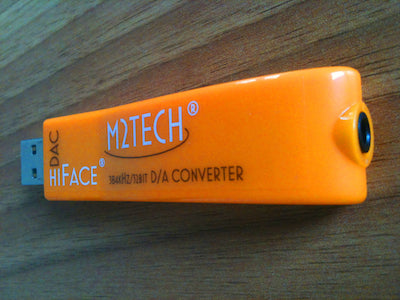 DAC
HIFACE®
M2TECH®
384KHZ/32BIT D/A CONVERTER